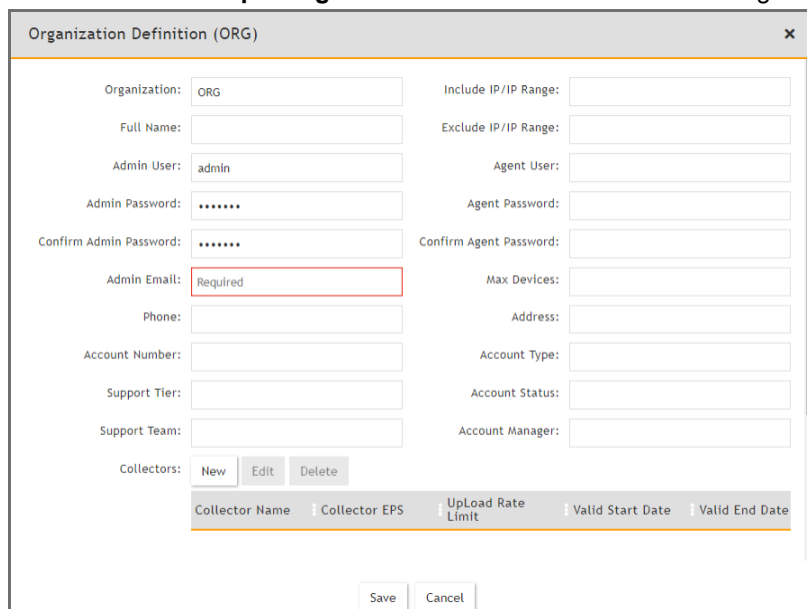 Organization Definition (ORG) ×
Organization: ORG Include IP/IP Range:
Full Name: Exclude IP/IP Range:
Admin User: admin Agent User:
Admin Password: ••••••• Agent Password:
Confirm Admin Password: ••••••• Confirm Agent Password:
Admin Email: Required Max Devices:
Phone: Address:
Account Number: Account Type:
Support Tier: Account Status:
Support Team: Account Manager:
Collectors: New Edit Delete
Collector Name Collector EPS UpLoad Rate Limit Valid Start Date Valid End Date
Save Cancel